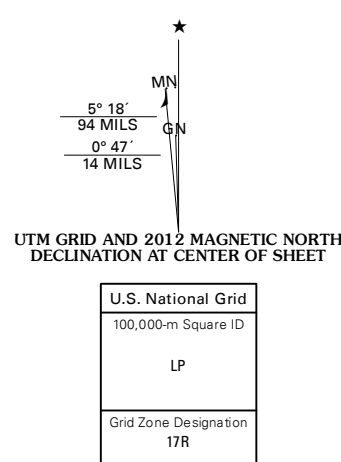 ★
MN
5° 18´
94 MILS
GN
0° 47´
14 MILS
UTM GRID AND 2012 MAGNETIC NORTH
DECLINATION AT CENTER OF SHEET
U.S. National Grid
100,000-m Square ID
LP
Grid Zone Designation
17R